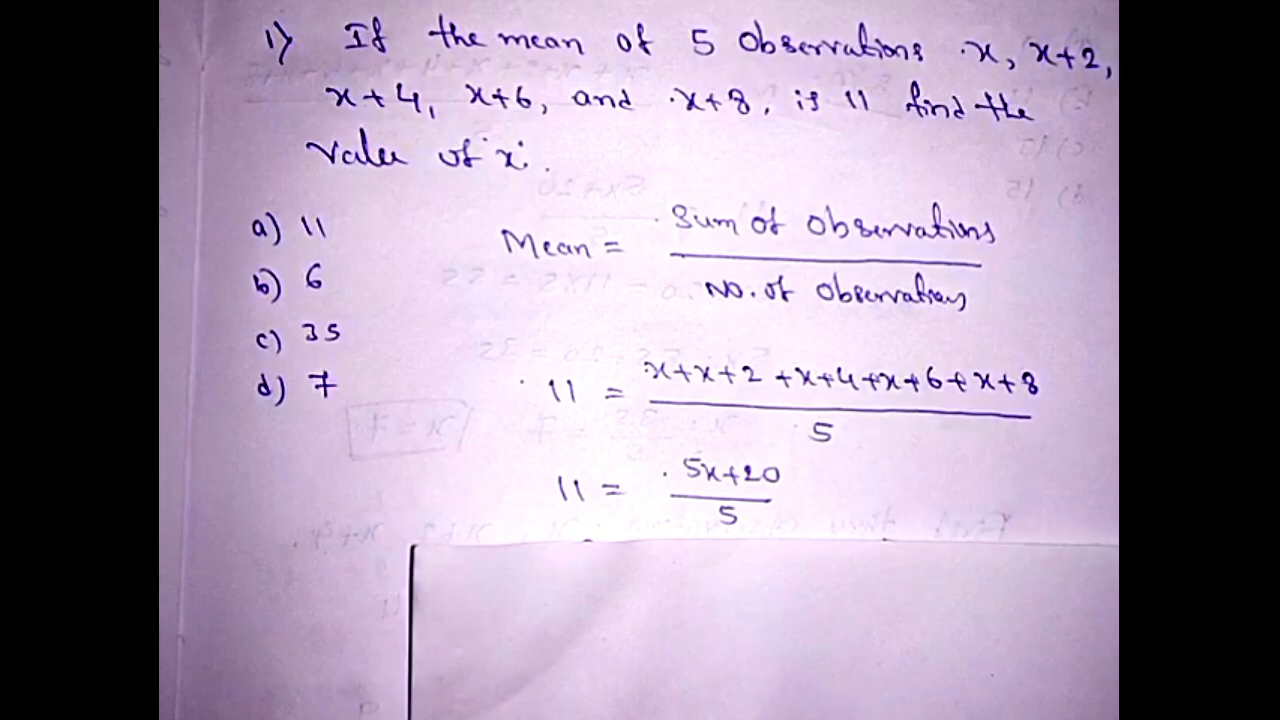 1) If the mean of 5 observations x, x+2,
x+4, x+6, and x+8, is 11 find the
value of x.
a) 11
b) 6
c) 35
d) 7
Mean = Sum of observations
No. of observations
11 = x+x+2+x+4+x+6+x+8
5
11 = 5x+20
5